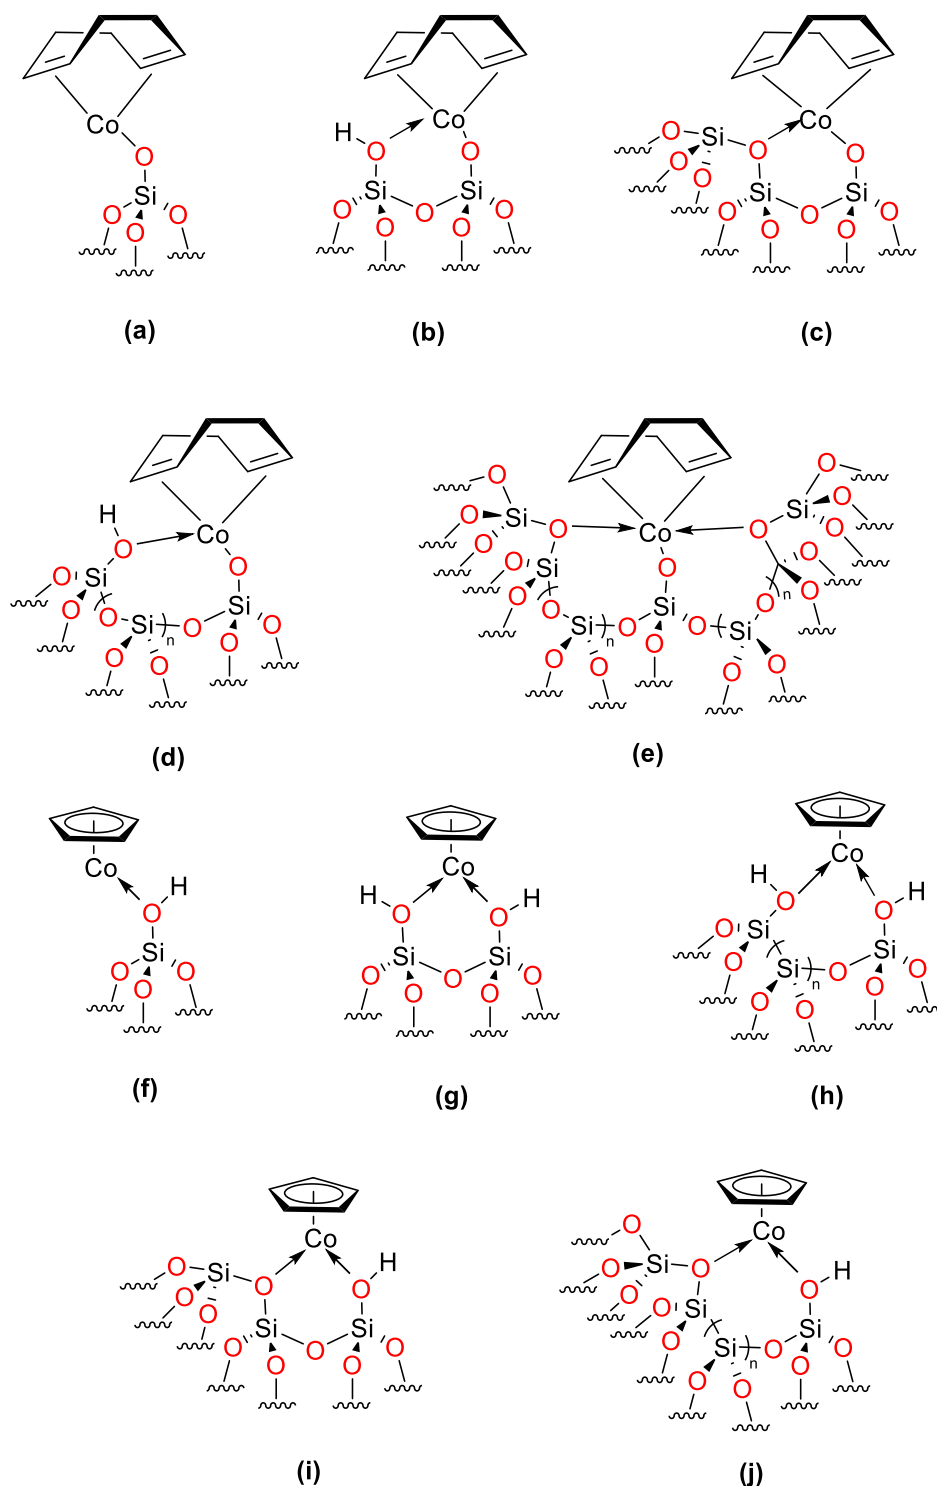 Co
O
Si
O O O
(a)
H O Co O
Si Si
O O O O O
(b)
O Si O Co O
O O Si Si
O O O O O
(c)
H
O Co
O Si O
O O Si n O Si O
O O O
(d)
O Si O Co O Si O
O O Si O O O O
O O Si n O Si O Si O n O
O O O O O
(e)
Co
H
O
Si
O O O
(f)
Co
H O O H
Si Si
O O O O O
(g)
Co
H O O H
O Si Si
O Si n O O
O O O
(h)
Co
O Si O O H
O O Si Si
O O O O O
(i)
Co
O Si O H
O O Si O
O O Si n O Si O
O O O
(j)